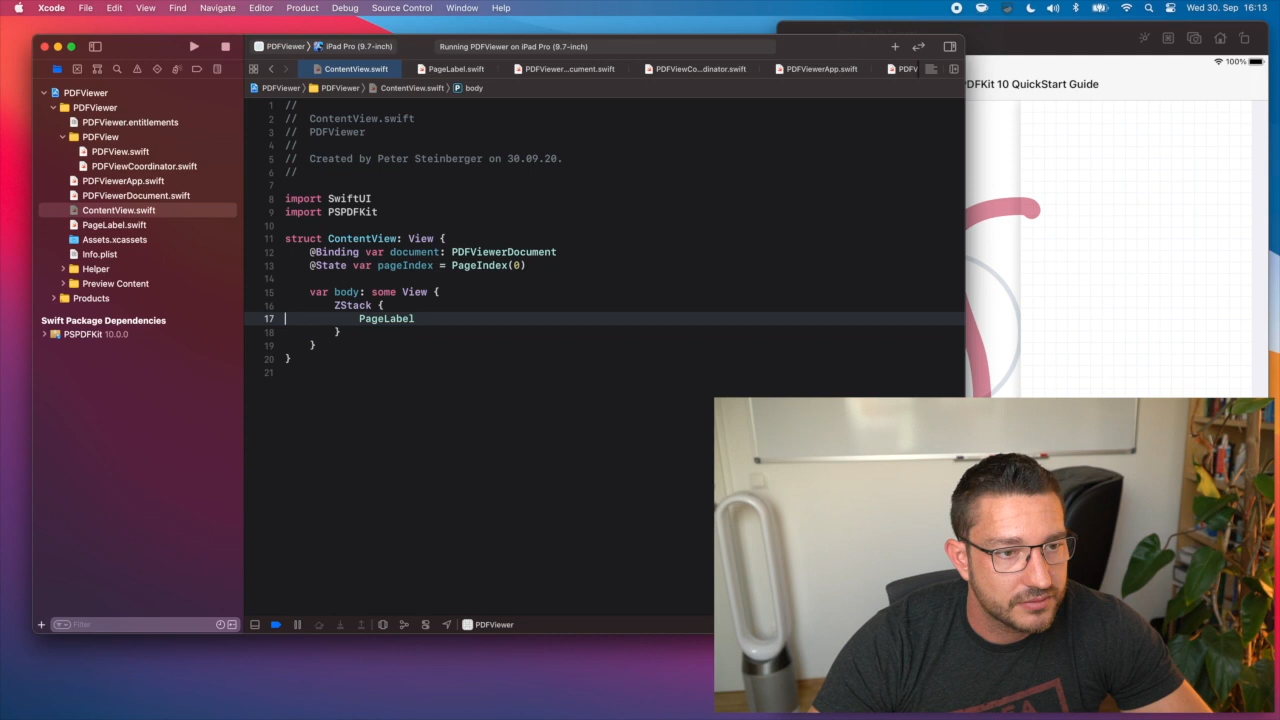 Xcode File Edit View Find Navigate Editor Product Debug Source Control Window Help
Wed 30. Sep 16:13
PDFViewer iPad Pro (9.7-inch)
Running PDFViewer on iPad Pro (9.7-inch)
ContentView.swift
PageLabel.swift
PDFViewer...cument.swift
PDFViewCo...dinator.swift
PDFViewerApp.swift
PDFV
PDFViewer PDFViewer ContentView.swift body
PDFViewer
PDFViewer
PDFViewer.entitlements
PDFView
PDFView.swift
PDFViewCoordinator.swift
PDFViewerApp.swift
PDFViewerDocument.swift
ContentView.swift
PageLabel.swift
Assets.xcassets
Info.plist
Helper
Preview Content
Products
Swift Package Dependencies
PSPDFKit 10.0.0
Filter
1 //
2 // ContentView.swift
3 // PDFViewer
4 //
5 // Created by Peter Steinberger on 30.09.20.
6 //
7
8 import SwiftUI
9 import PSPDFKit
10
11 struct ContentView: View {
12 @Binding var document: PDFViewerDocument
13 @State var pageIndex = PageIndex(0)
14
15 var body: some View {
16 ZStack {
17 PageLabel
18 }
19 }
20 }
21
PDFViewer
100%
PDFKit 10 QuickStart Guide